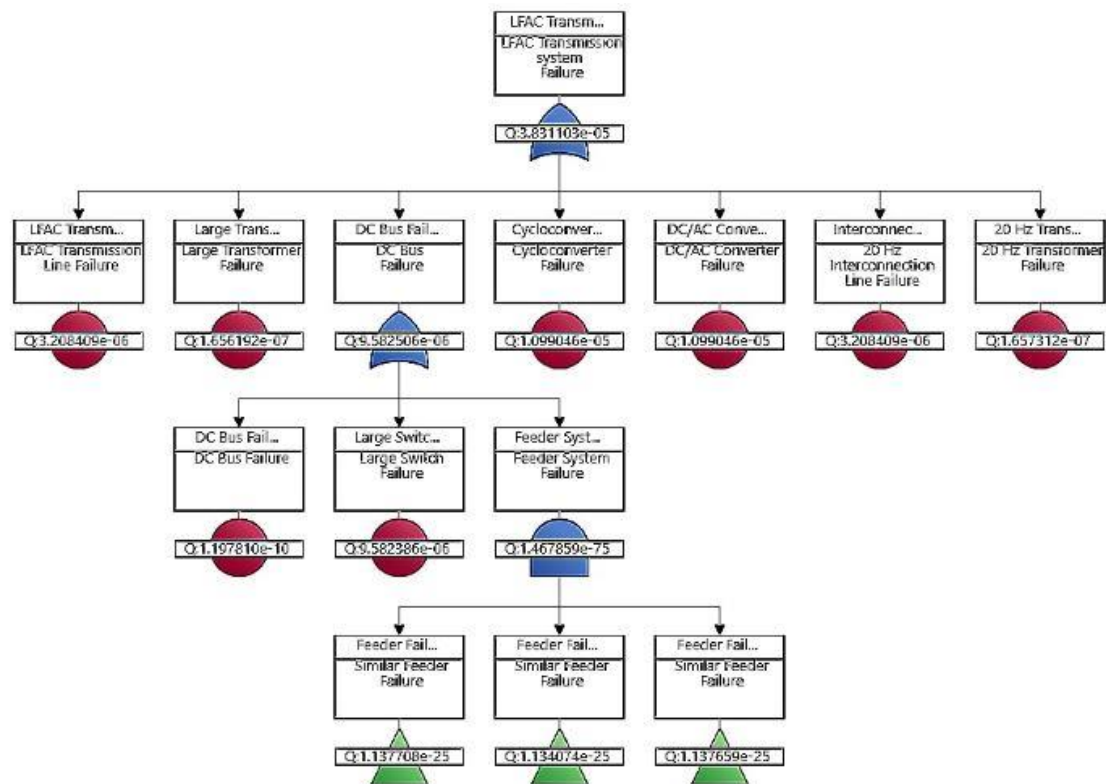 LFAC Transm...
LFAC Transmission
system
Failure
Q:3.831103e-05
LFAC Transm...
LFAC Transmission
Line Failure
Q:3.208409e-06
Large Trans...
Large Transformer
Failure
Q:1.656192e-07
DC Bus Fail...
DC Bus
Failure
Q:9.582506e-06
Cycloconver...
Cycloconverter
Failure
Q:1.099046e-05
DC/AC Conve...
DC/AC Converter
Failure
Q:1.099046e-05
Interconnec...
20 Hz
Interconnection
Line Failure
Q:3.208409e-06
20 Hz Trans...
20 Hz Transformer
Failure
Q:1.657312e-07
DC Bus Fail...
DC Bus Failure
Q:1.197810e-10
Large Switc...
Large Switch
Failure
Q:9.582386e-06
Feeder Syst...
Feeder System
Failure
Q:1.467859e-75
Feeder Fail...
Similar Feeder
Failure
Q:1.137708e-25
Feeder Fail...
Similar Feeder
Failure
Q:1.134074e-25
Feeder Fail...
Similar Feeder
Failure
Q:1.137659e-25